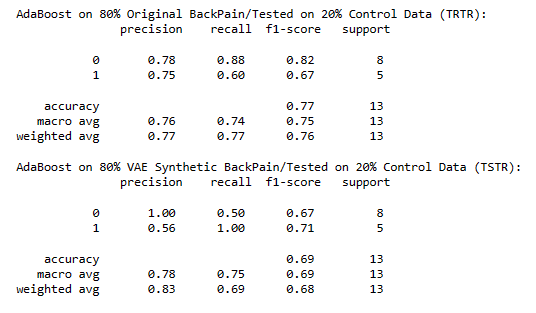 AdaBoost on 80% Original BackPain/Tested on 20% Control Data (TRTR):
precision recall f1-score support
0 0.78 0.88 0.82 8
1 0.75 0.60 0.67 5
accuracy 0.77 13
macro avg 0.76 0.74 0.75 13
weighted avg 0.77 0.77 0.76 13
AdaBoost on 80% VAE Synthetic BackPain/Tested on 20% Control Data (TSTR):
precision recall f1-score support
0 1.00 0.50 0.67 8
1 0.56 1.00 0.71 5
accuracy 0.69 13
macro avg 0.78 0.75 0.69 13
weighted avg 0.83 0.69 0.68 13